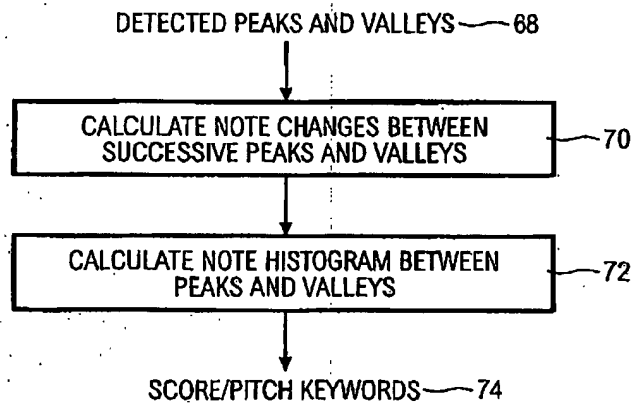 DETECTED PEAKS AND VALLEYS 68
CALCULATE NOTE CHANGES BETWEEN
SUCCESSIVE PEAKS AND VALLEYS
70
CALCULATE NOTE HISTOGRAM BETWEEN
PEAKS AND VALLEYS
72
SCORE/PITCH KEYWORDS 74